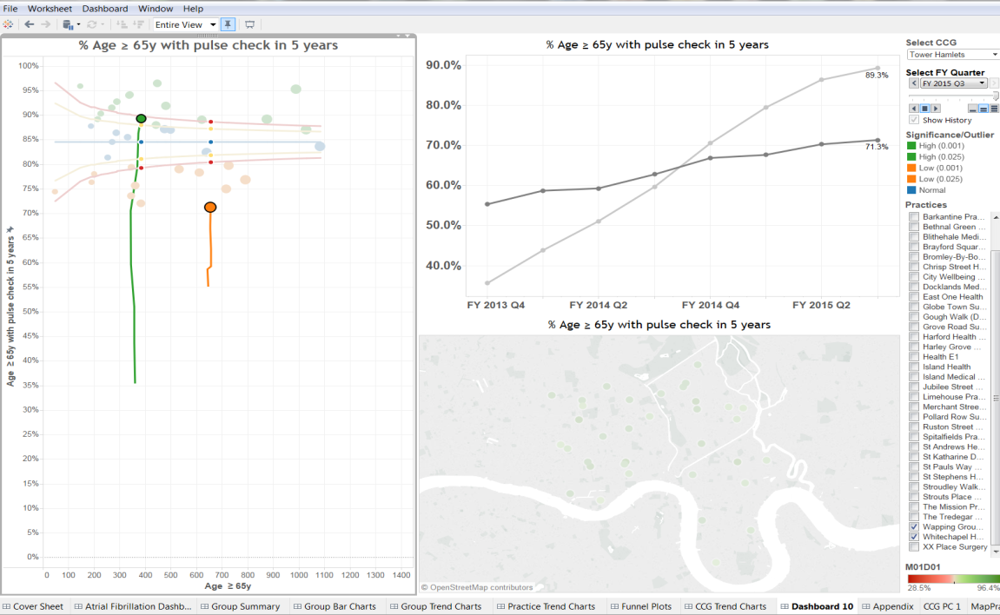 File Worksheet Dashboard Window Help
Entire View
% Age ≥ 65y with pulse check in 5 years
100%
95%
90%
85%
80%
75%
70%
65%
60%
55%
50%
45%
40%
35%
30%
25%
20%
15%
10%
5%
0%
Age ≥ 65y with pulse check in 5 years
0 100 200 300 400 500 600 700 800 900 1000 1100 1200 1300 1400
Age ≥ 65y
% Age ≥ 65y with pulse check in 5 years
90.0%
80.0%
70.0%
60.0%
50.0%
40.0%
89.3%
71.3%
FY 2013 Q4 FY 2014 Q2 FY 2014 Q4 FY 2015 Q2
% Age ≥ 65y with pulse check in 5 years
© OpenStreetMap contributors
Select CCG
Tower Hamlets
Select FY Quarter
FY 2015 Q3
Show History
Significance/Outlier
High (0.001)
High (0.025)
Low (0.001)
Low (0.025)
Normal
Practices
Barkantine Pra...
Bethnal Green ...
Blithehale Medi...
Brayford Squar...
Bromley-By-Bo...
Chrisp Street H...
City Wellbeing ...
Docklands Med...
East One Health
Globe Town Su...
Gough Walk (D...
Grove Road Su...
Harford Health ...
Harley Grove ...
Health E1
Island Health
Island Medical ...
Jubilee Street ...
Limehouse Pra...
Merchant Stree...
Pollard Row Su...
Ruston Street ...
Spitalfields Pra...
St Andrews He...
St Katharine D...
St Pauls Way ...
St Stephens H...
Stroudley Walk...
Strouts Place ...
The Mission Pr...
The Tredegar ...
Wapping Grou...
Whitechapel H...
XX Place Surgery
M01D01
28.5% 96.4%
Cover Sheet Atrial Fibrillation Dashb... Group Summary Group Bar Charts Group Trend Charts Practice Trend Charts Funnel Plots CCG Trend Charts Dashboard 10 Appendix CCG PC 1 MapPra